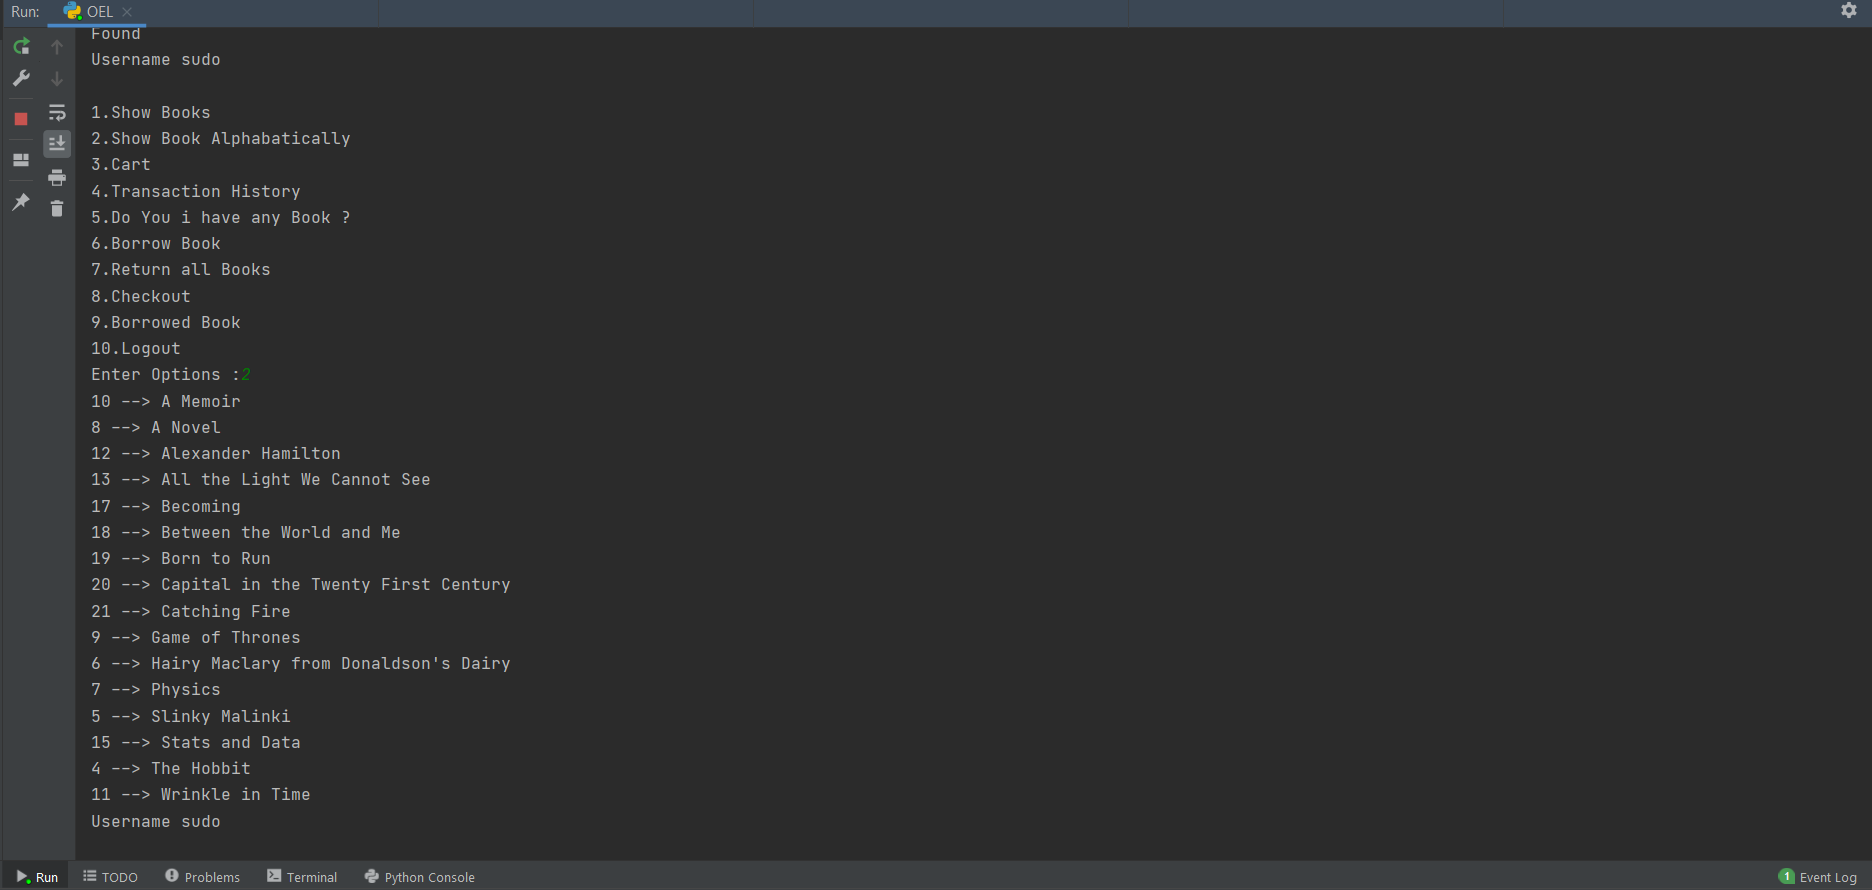 Run: OEL
Found
Username sudo
1.Show Books
2.Show Book Alphabatically
3.Cart
4.Transaction History
5.Do You i have any Book ?
6.Borrow Book
7.Return all Books
8.Checkout
9.Borrowed Book
10.Logout
Enter Options :2
10 --> A Memoir
8 --> A Novel
12 --> Alexander Hamilton
13 --> All the Light We Cannot See
17 --> Becoming
18 --> Between the World and Me
19 --> Born to Run
20 --> Capital in the Twenty First Century
21 --> Catching Fire
9 --> Game of Thrones
6 --> Hairy Maclary from Donaldson's Dairy
7 --> Physics
5 --> Slinky Malinki
15 --> Stats and Data
4 --> The Hobbit
11 --> Wrinkle in Time
Username sudo
Run TODO Problems Terminal Python Console 1 Event Log